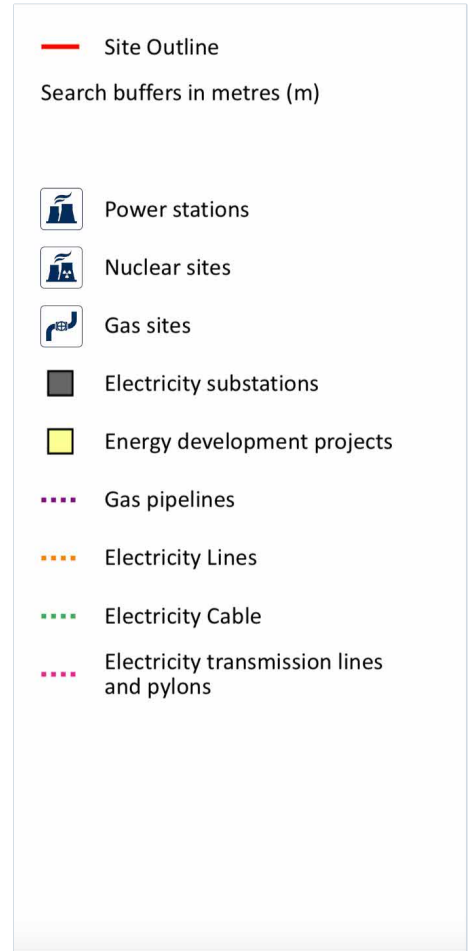 Site Outline
Search buffers in metres (m)
Power stations
Nuclear sites
Gas sites
Electricity substations
Energy development projects
Gas pipelines
Electricity Lines
Electricity Cable
Electricity transmission lines
and pylons